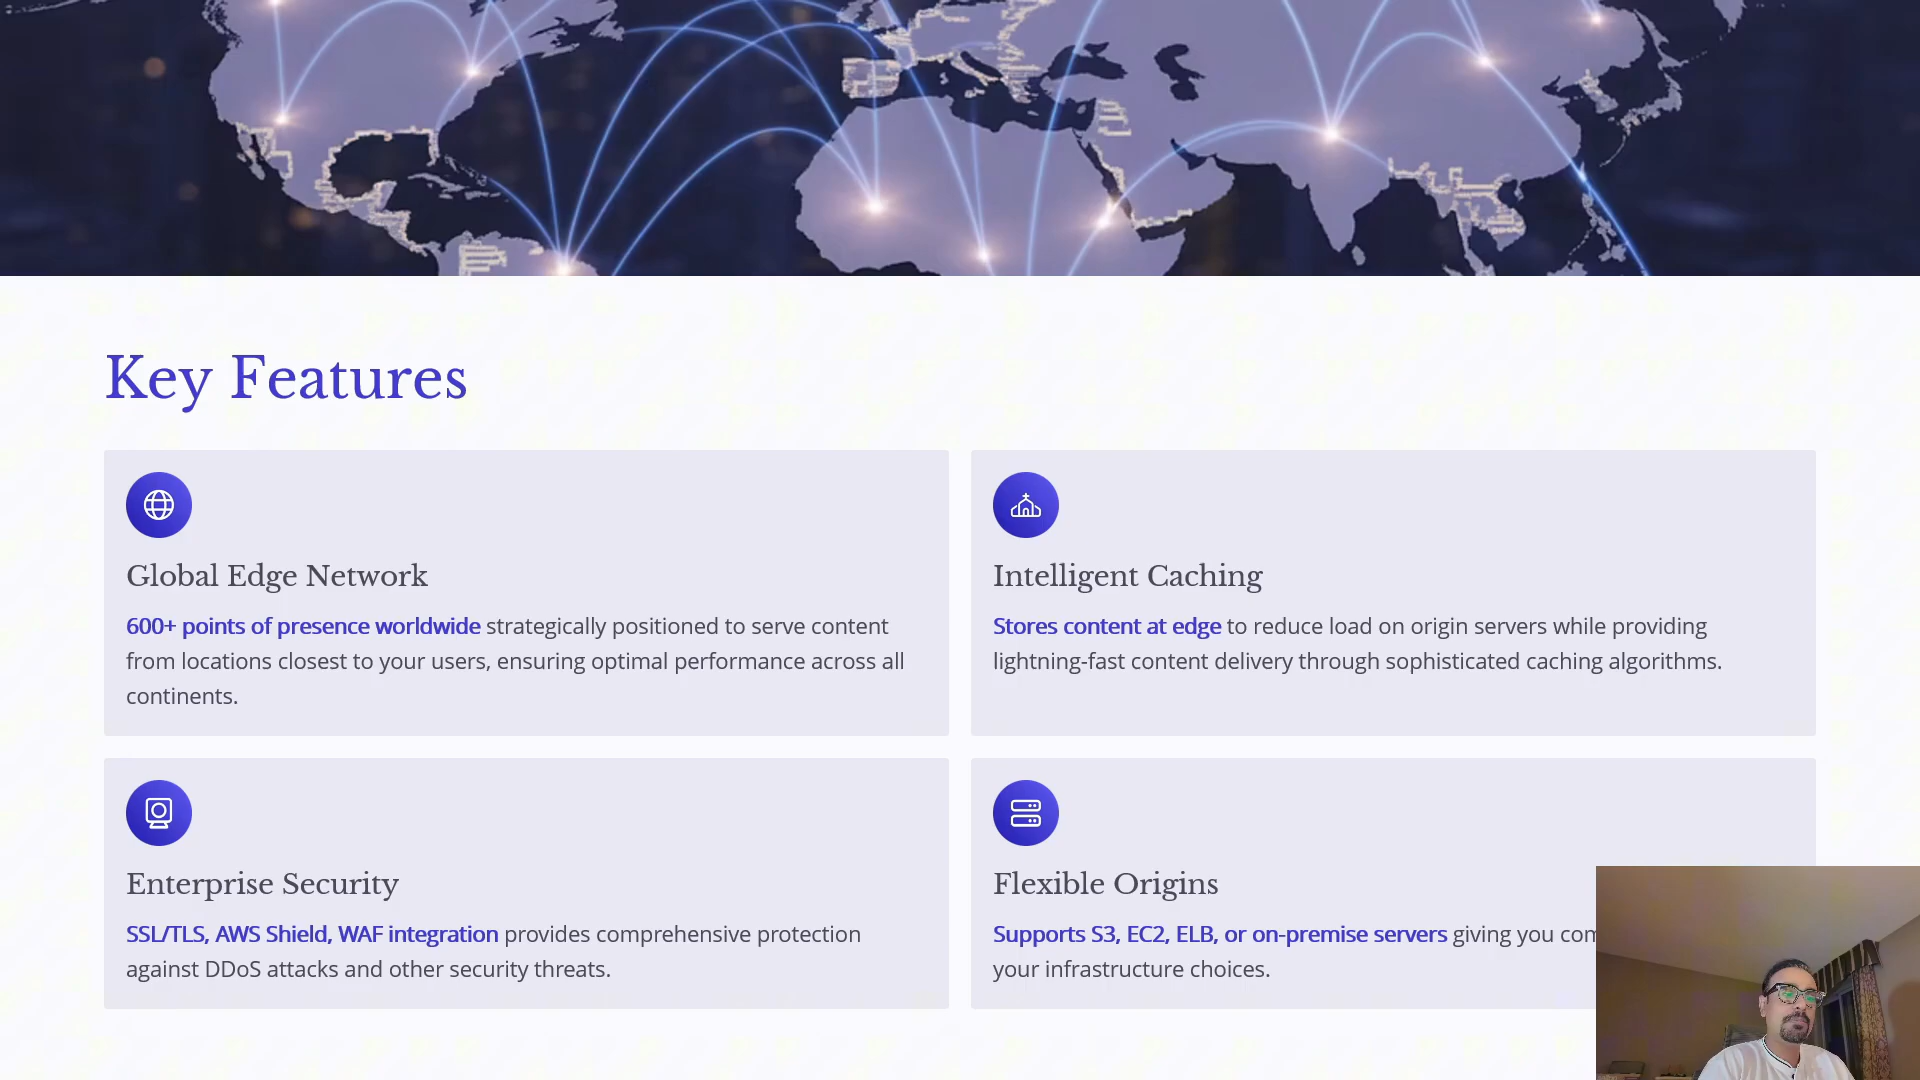 Key Features
Global Edge Network
600+ points of presence worldwide strategically positioned to serve content
from locations closest to your users, ensuring optimal performance across all
continents.
Intelligent Caching
Stores content at edge to reduce load on origin servers while providing
lightning-fast content delivery through sophisticated caching algorithms.
Enterprise Security
SSL/TLS, AWS Shield, WAF integration provides comprehensive protection
against DDoS attacks and other security threats.
Flexible Origins
Supports S3, EC2, ELB, or on-premise servers giving you
your infrastructure choices.